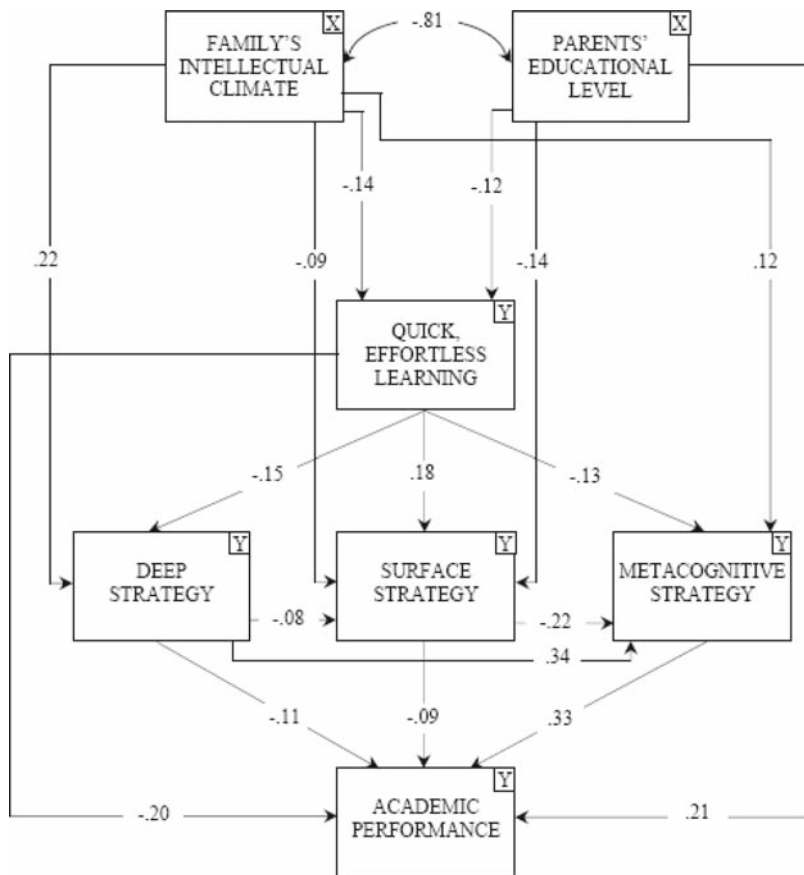 -.81
X
X
FAMILY'S
INTELLECTUAL
CLIMATE
PARENTS'
EDUCATIONAL
LEVEL
-.14
-.12
.22
-.09
-.14
.12
Y
QUICK,
EFFORTLESS
LEARNING
-.15
.18
-.13
Y
Y
Y
DEEP
STRATEGY
SURFACE
STRATEGY
METACOGNITIVE
STRATEGY
-.08
-.22
.34
-.11
-.09
.33
Y
ACADEMIC
PERFORMANCE
-.20
.21